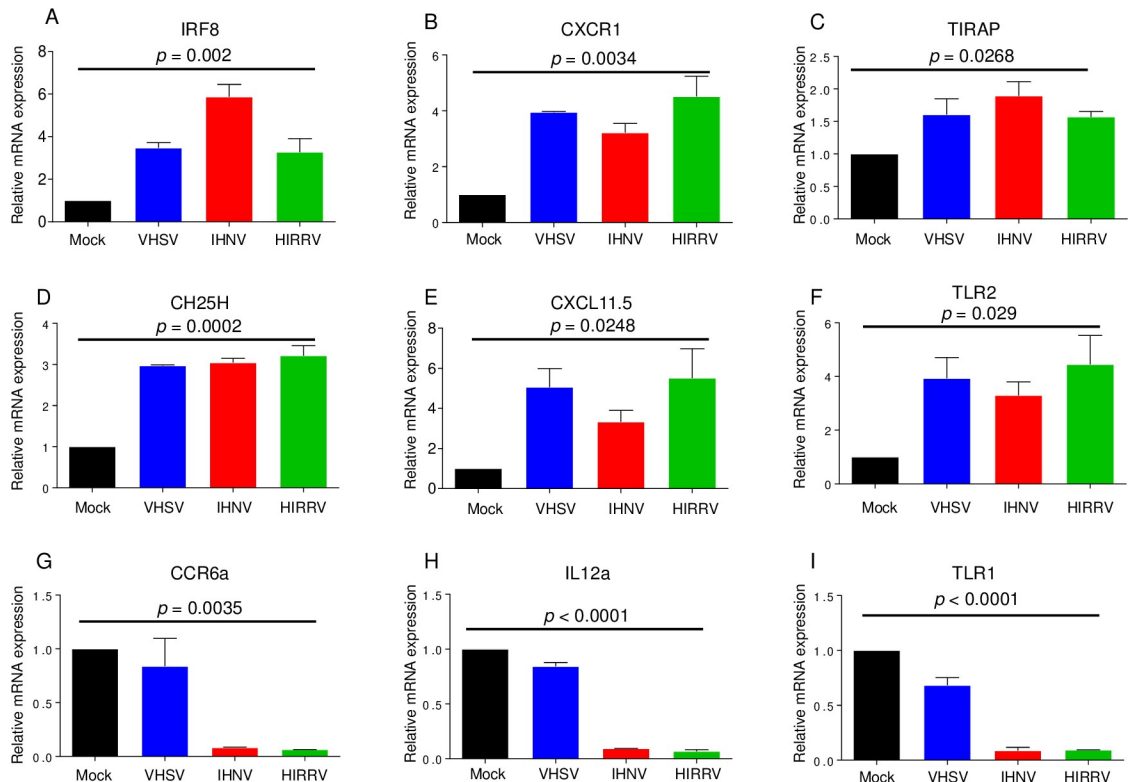 A
IRF8
p = 0.002
Relative mRNA expression
8
6
4
2
0
Mock VHSV IHNV HIRRV
B
CXCR1
p = 0.0034
Relative mRNA expression
6
4
2
0
Mock VHSV IHNV HIRRV
C
TIRAP
p = 0.0268
Relative mRNA expression
2.5
2.0
1.5
1.0
0.5
0.0
Mock VHSV IHNV HIRRV
D
CH25H
p = 0.0002
Relative mRNA expression
4
3
2
1
0
Mock VHSV IHNV HIRRV
E
CXCL11.5
p = 0.0248
Relative mRNA expression
8
6
4
2
0
Mock VHSV IHNV HIRRV
F
TLR2
p = 0.029
Relative mRNA expression
6
4
2
0
Mock VHSV IHNV HIRRV
G
CCR6a
p = 0.0035
Relative mRNA expression
1.5
1.0
0.5
0.0
Mock VHSV IHNV HIRRV
H
IL12a
p < 0.0001
Relative mRNA expression
1.5
1.0
0.5
0.0
Mock VHSV IHNV HIRRV
I
TLR1
p < 0.0001
Relative mRNA expression
1.5
1.0
0.5
0.0
Mock VHSV IHNV HIRRV